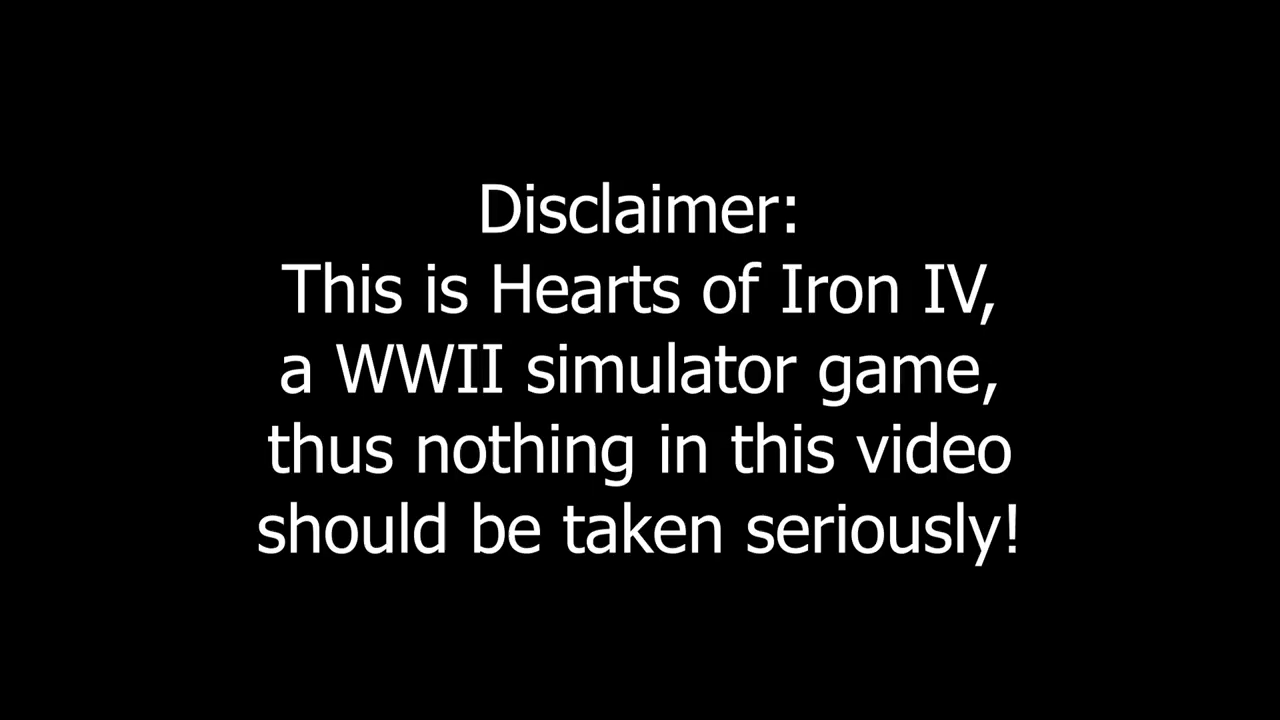 Disclaimer:
This is Hearts of Iron IV,
a WWII simulator game,
thus nothing in this video
should be taken seriously!